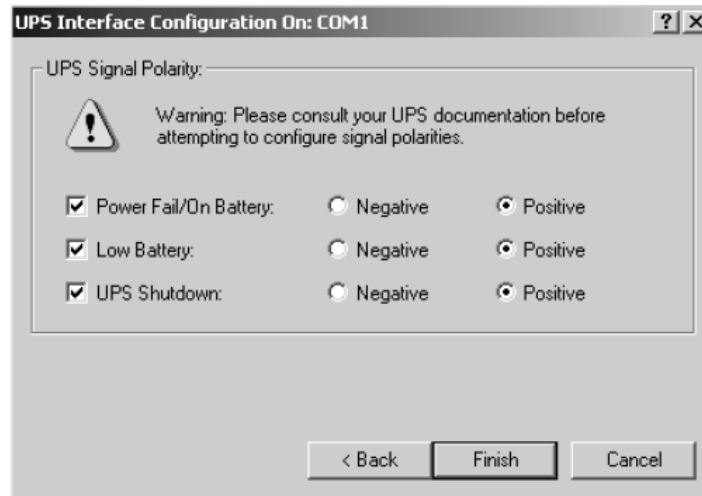 UPS Interface Configuration On: COM1
UPS Signal Polarity:
Warning: Please consult your UPS documentation before
attempting to configure signal polarities.
Power Fail/On Battery: Negative Positive
Low Battery: Negative Positive
UPS Shutdown: Negative Positive
< Back Finish Cancel